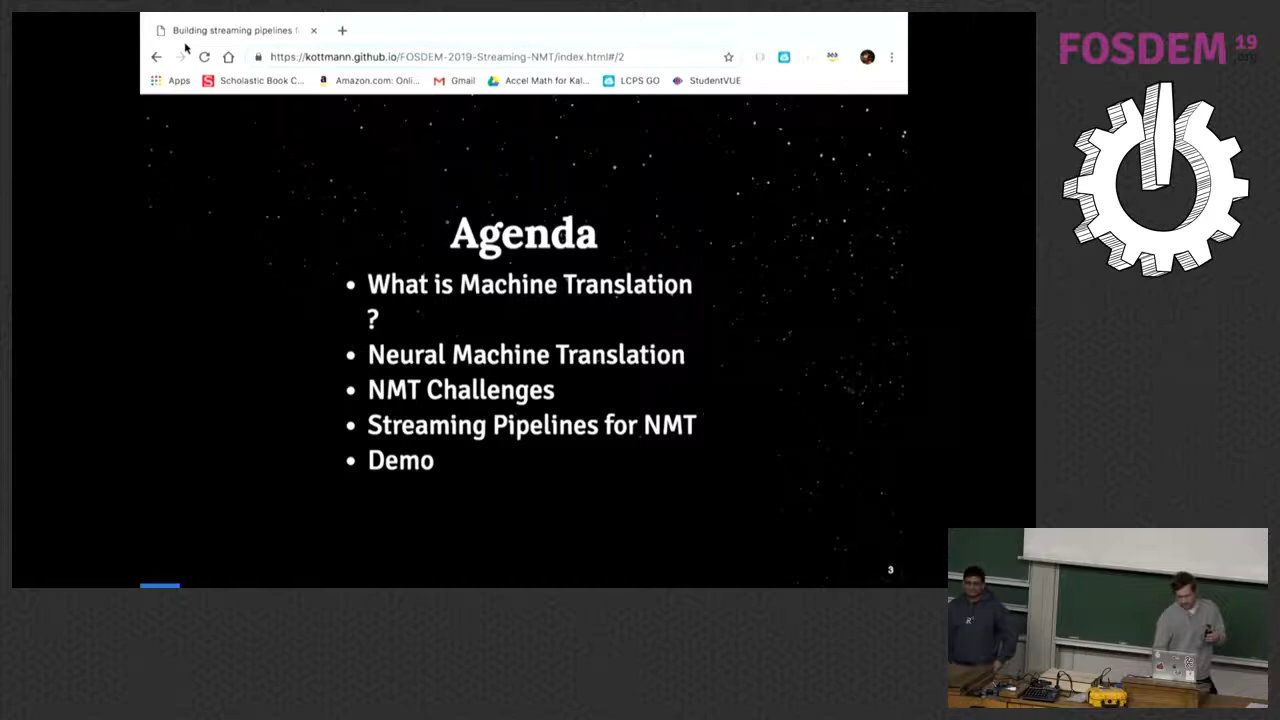 Building streaming pipelines f
https://kottmann.github.io/FOSDEM-2019-Streaming-NMT/index.html#/2
Apps Scholastic Book C... Amazon.com: Onli... Gmail Accel Math for Kal... LCPS GO StudentVUE
FOSDEM 19
.org
Agenda
• What is Machine Translation
?
• Neural Machine Translation
• NMT Challenges
• Streaming Pipelines for NMT
• Demo
3